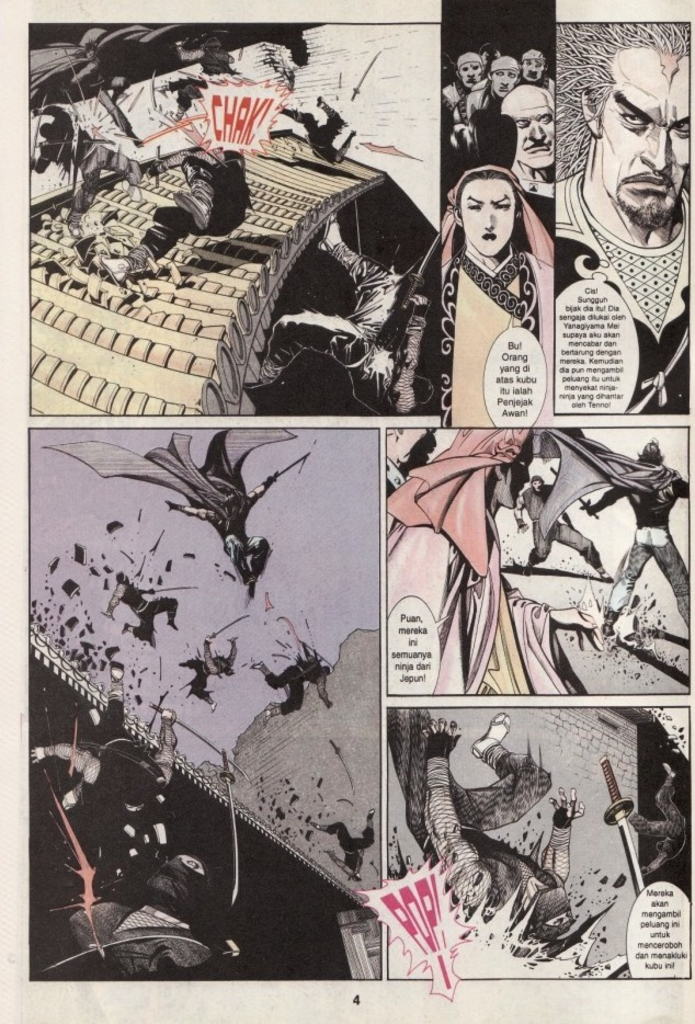 CHAK!
Bu!
Orang
yang di
atas kubu
itu ialah
Penjejak
Awan!
Cis!
Sungguh
bijak dia itu! Dia
sengaja dilukai oleh
Yanagiyama Mei
supaya aku akan
mencabar dan
bertarung dengan
mereka. Kemudian
dia pun mengambil
peluang itu untuk
menyekat ninja-
ninja yang dihantar
oleh Tenno!
Puan,
mereka
ini
semuanya
ninja dari
Jepun!
POP!
Mereka
akan
mengambil
peluang ini
untuk
menceroboh
dan menakluki
kubu ini!
4